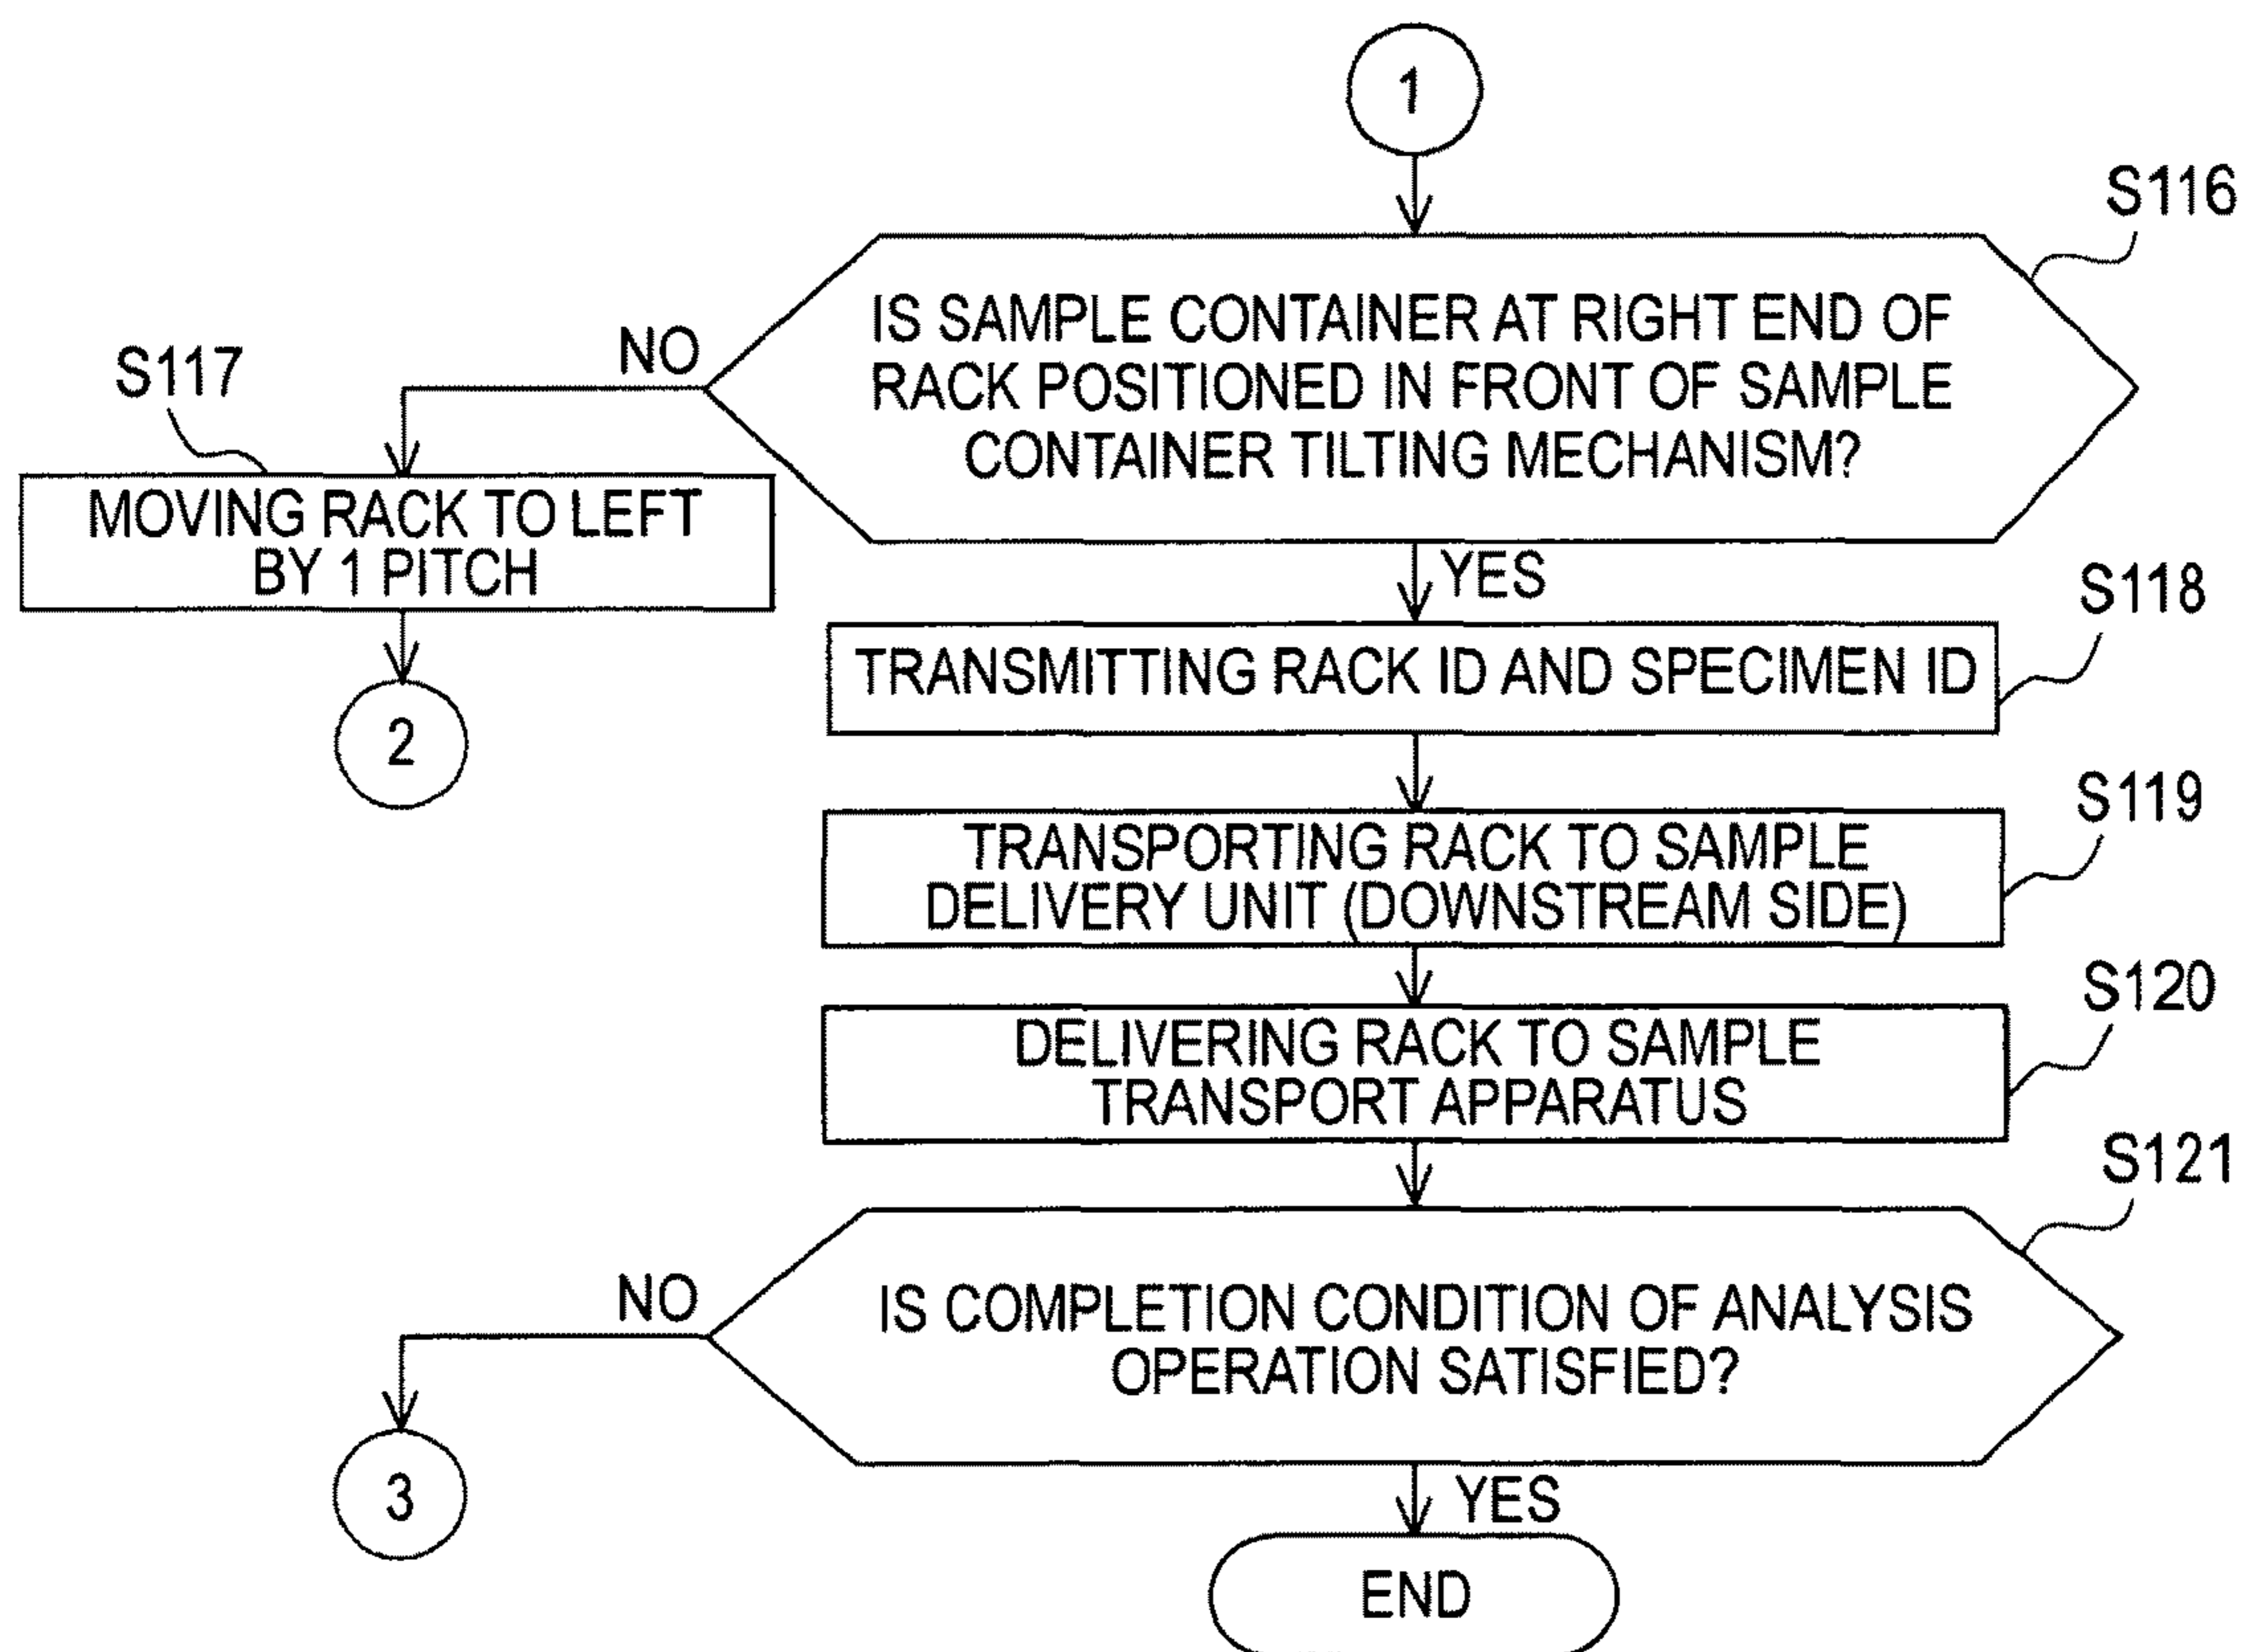 1
S116
IS SAMPLE CONTAINER AT RIGHT END OF
RACK POSITIONED IN FRONT OF SAMPLE
CONTAINER TILTING MECHANISM?
NO
S117
MOVING RACK TO LEFT
BY 1 PITCH
2
YES
S118
TRANSMITTING RACK ID AND SPECIMEN ID
S119
TRANSPORTING RACK TO SAMPLE
DELIVERY UNIT (DOWNSTREAM SIDE)
S120
DELIVERING RACK TO SAMPLE
TRANSPORT APPARATUS
S121
IS COMPLETION CONDITION OF ANALYSIS
OPERATION SATISFIED?
NO
3
YES
END